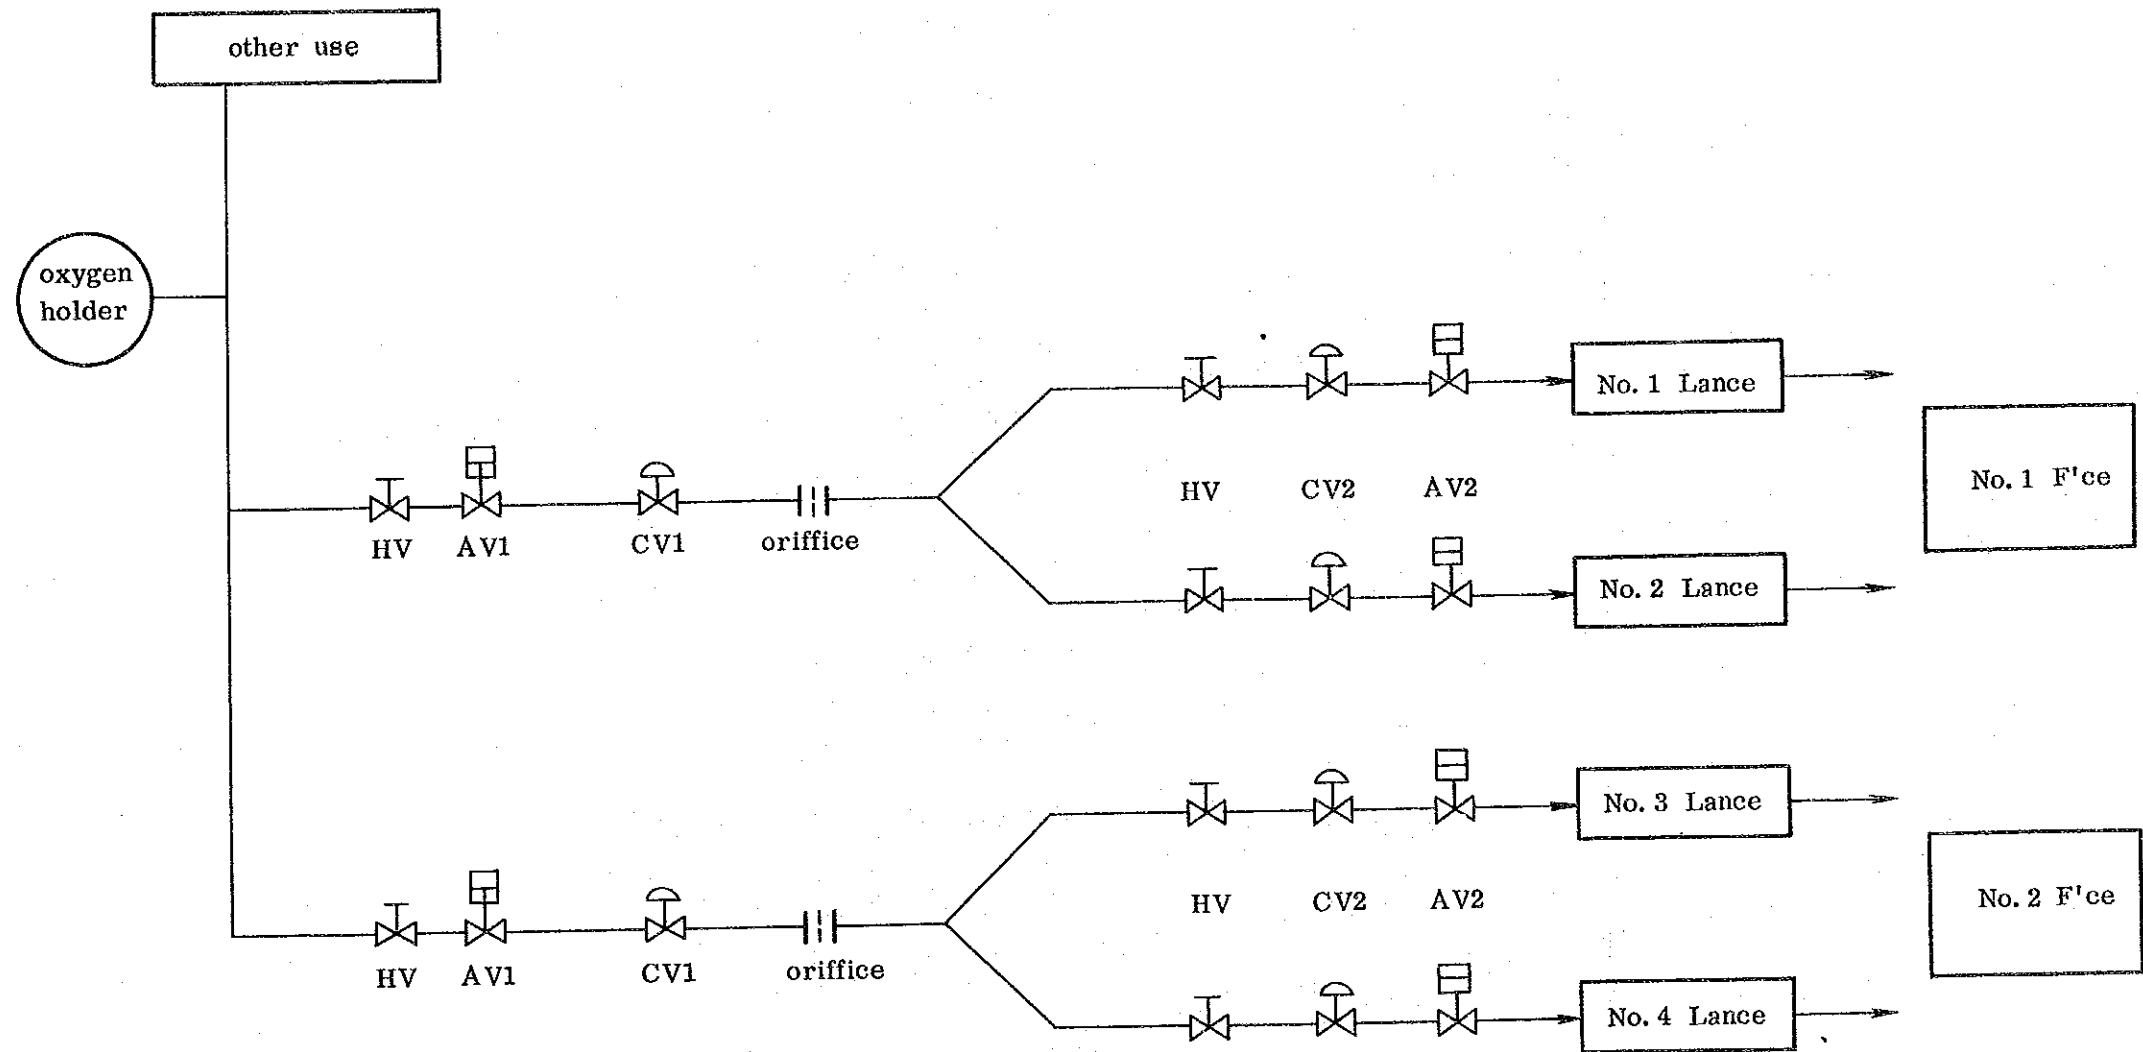 other use
oxygen
holder
No. 1 Lance
HV
CV2
AV2
No. 1 F'ce
HV
AV1
CV1
oriffice
No. 2 Lance
No. 3 Lance
HV
CV2
AV2
No. 2 F'ce
HV
AV1
CV1
oriffice
No. 4 Lance